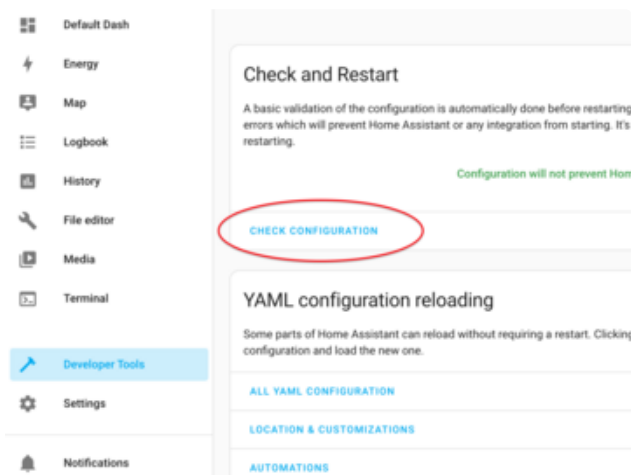 Default Dash
Energy
Map
Logbook
History
File editor
Media
Terminal
Developer Tools
Settings
Notifications
Check and Restart
A basic validation of the configuration is automatically done before restarting
errors which will prevent Home Assistant or any integration from starting. It's
restarting.
Configuration will not prevent Hom
CHECK CONFIGURATION
YAML configuration reloading
Some parts of Home Assistant can reload without requiring a restart. Clicking
configuration and load the new one.
ALL YAML CONFIGURATION
LOCATION & CUSTOMIZATIONS
AUTOMATIONS